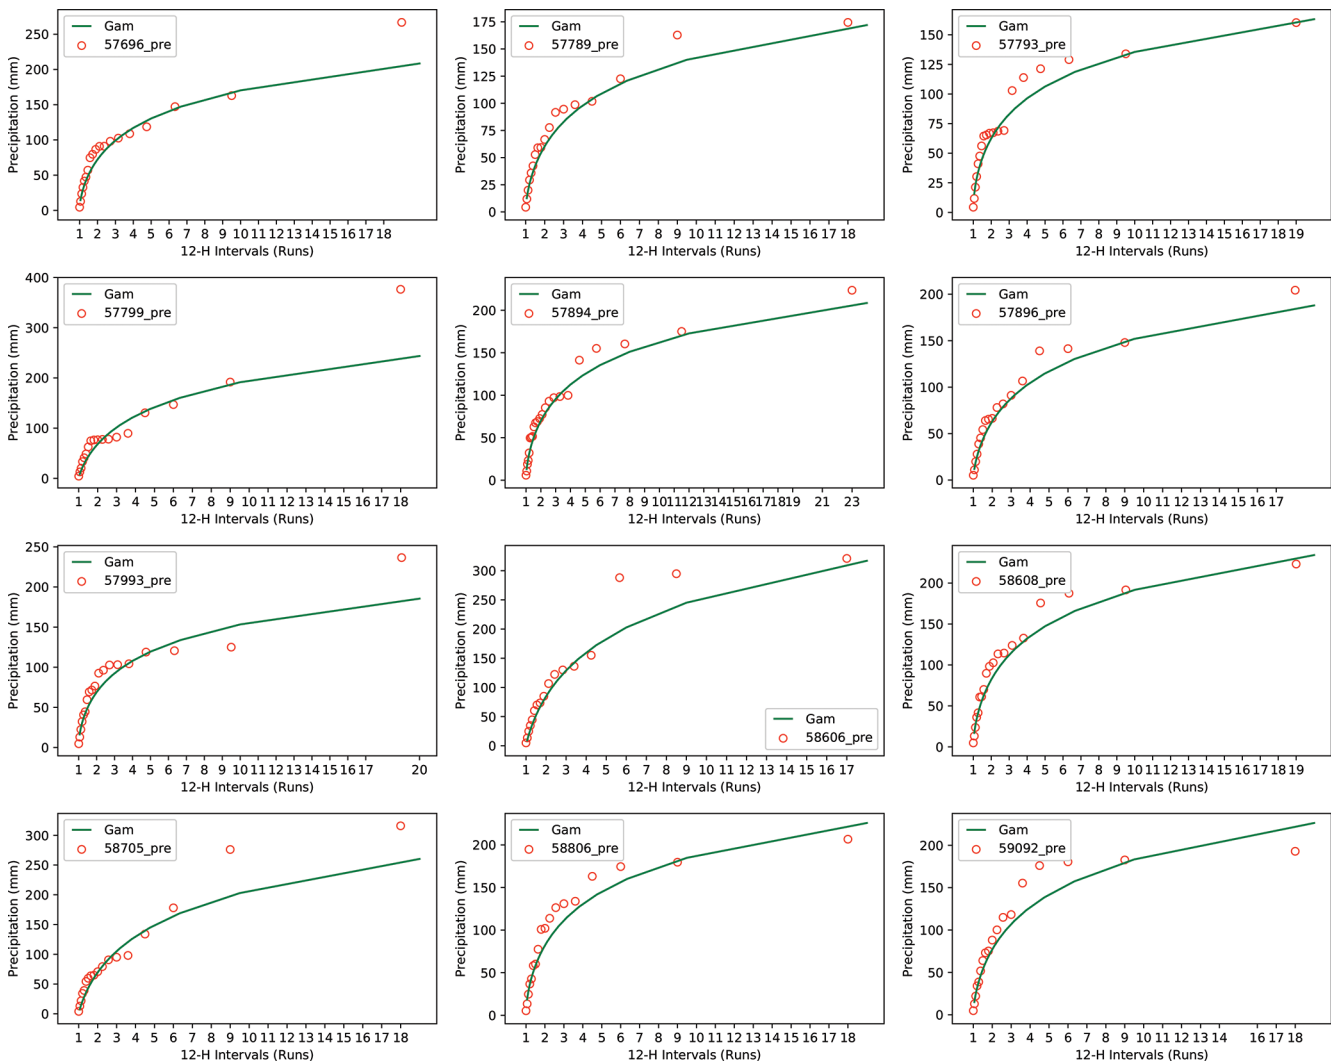 Gam
57696_pre
Precipitation (mm)
250
200
150
100
50
0
1 2 3 4 5 6 7 8 9 10 11 12 13 14 15 16 17 18
12-H Intervals (Runs)
Gam
57789_pre
Precipitation (mm)
175
150
125
100
75
50
25
0
1 2 3 4 5 6 7 8 9 10 11 12 13 14 15 16 17 18
12-H Intervals (Runs)
Gam
57793_pre
Precipitation (mm)
150
125
100
75
50
25
0
1 2 3 4 5 6 7 8 9 10 11 12 13 14 15 16 17 19
12-H Intervals (Runs)
Gam
57799_pre
Precipitation (mm)
400
300
200
100
0
1 2 3 4 5 6 7 8 9 10 11 12 13 14 15 16 17 18
12-H Intervals (Runs)
Gam
57894_pre
Precipitation (mm)
200
150
100
50
0
1 2 3 4 5 6 7 8 9 10 11 12 13 14 15 16 17 18 19 21 23
12-H Intervals (Runs)
Gam
57896_pre
Precipitation (mm)
200
150
100
50
0
1 2 3 4 5 6 7 8 9 10 11 12 13 14 15 17
12-H Intervals (Runs)
Gam
57993_pre
Precipitation (mm)
250
200
150
100
50
0
1 2 3 4 5 6 7 8 9 10 11 12 13 14 15 16 17 20
12-H Intervals (Runs)
Gam
58606_pre
Precipitation (mm)
300
250
200
150
100
50
0
1 2 3 4 5 6 7 8 9 10 11 12 13 14 15 16 17
12-H Intervals (Runs)
Gam
58608_pre
Precipitation (mm)
200
150
100
50
0
1 2 3 4 5 6 7 8 9 10 11 12 13 14 15 16 17 18 19
12-H Intervals (Runs)
Gam
58705_pre
Precipitation (mm)
300
250
200
150
100
50
0
1 2 3 4 5 6 7 8 9 10 11 12 13 14 15 16 17 18
12-H Intervals (Runs)
Gam
58806_pre
Precipitation (mm)
200
150
100
50
0
1 2 3 4 5 6 7 8 9 10 11 12 13 14 15 16 17 18
12-H Intervals (Runs)
Gam
59092_pre
Precipitation (mm)
200
150
100
50
0
1 2 3 4 5 6 7 8 9 10 11 12 13 14 15 16 18
12-H Intervals (Runs)